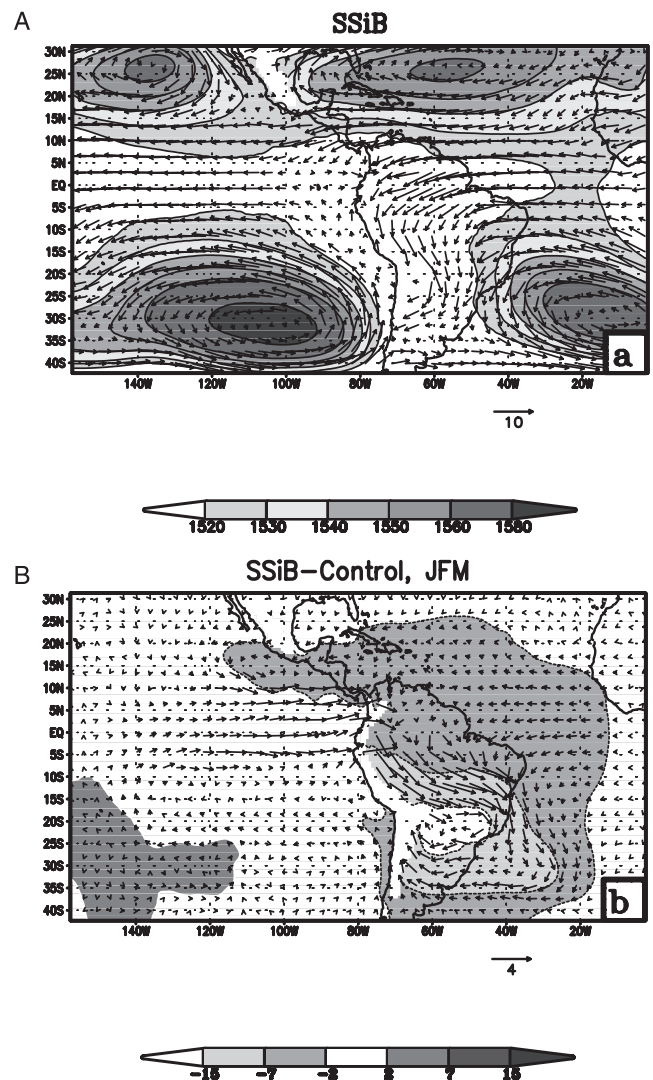 A
SSiB
30N
25N
20N
15N
10N
5N
EQ
5S
10S
15S
20S
25S
30S
35S
40S
a
140W 120W 100W 80W 60W 40W 20W
10
1520 1530 1540 1550 1560 1580
B
SSiB-Control, JFM
30N
25N
20N
15N
10N
5N
EQ
5S
10S
15S
20S
25S
30S
35S
40S
b
140W 120W 100W 80W 60W 40W 20W
4
-15 -7 -2 2 7 15